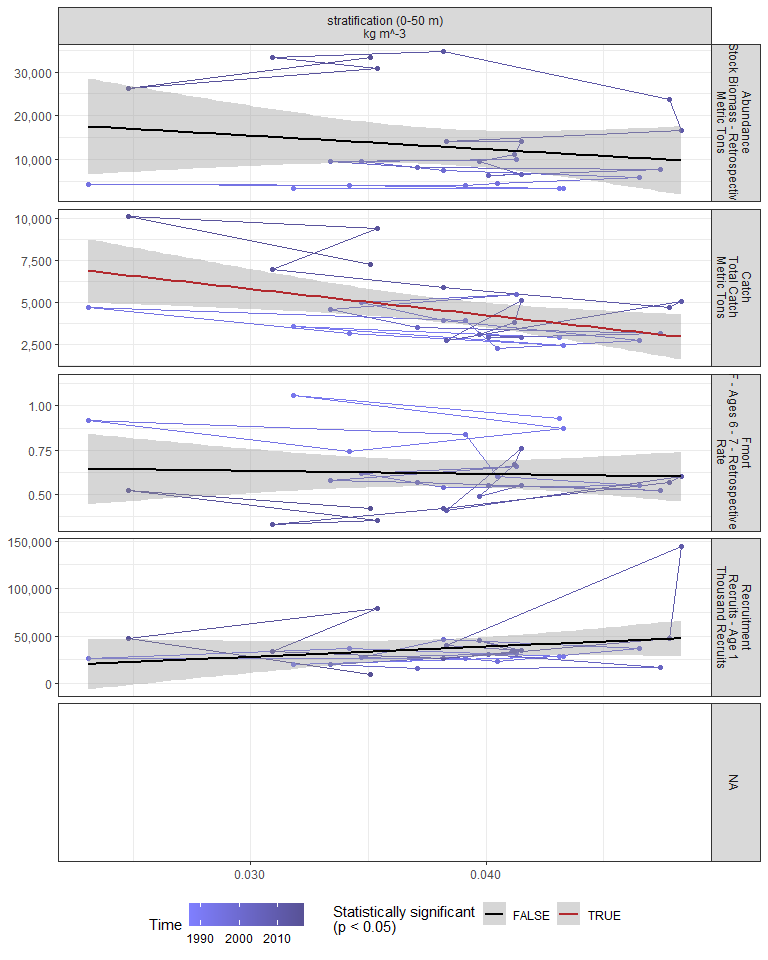 stratification (0-50 m)
kg m^-3
30,000
20,000
10,000
Abundance
Stock Biomass - Retrospectiv
Metric Tons
10,000
7,500
5,000
2,500
Catch
Total Catch
Metric Tons
1.00
0.75
0.50
Fmort
F - Ages 6 - 7 - Retrospective
Rate
150,000
100,000
50,000
0
Recruitment
Recruits - Age 1
Thousand Recruits
NA
0.030
0.040
Time
1990 2000 2010
Statistically significant
(p < 0.05)
FALSE
TRUE